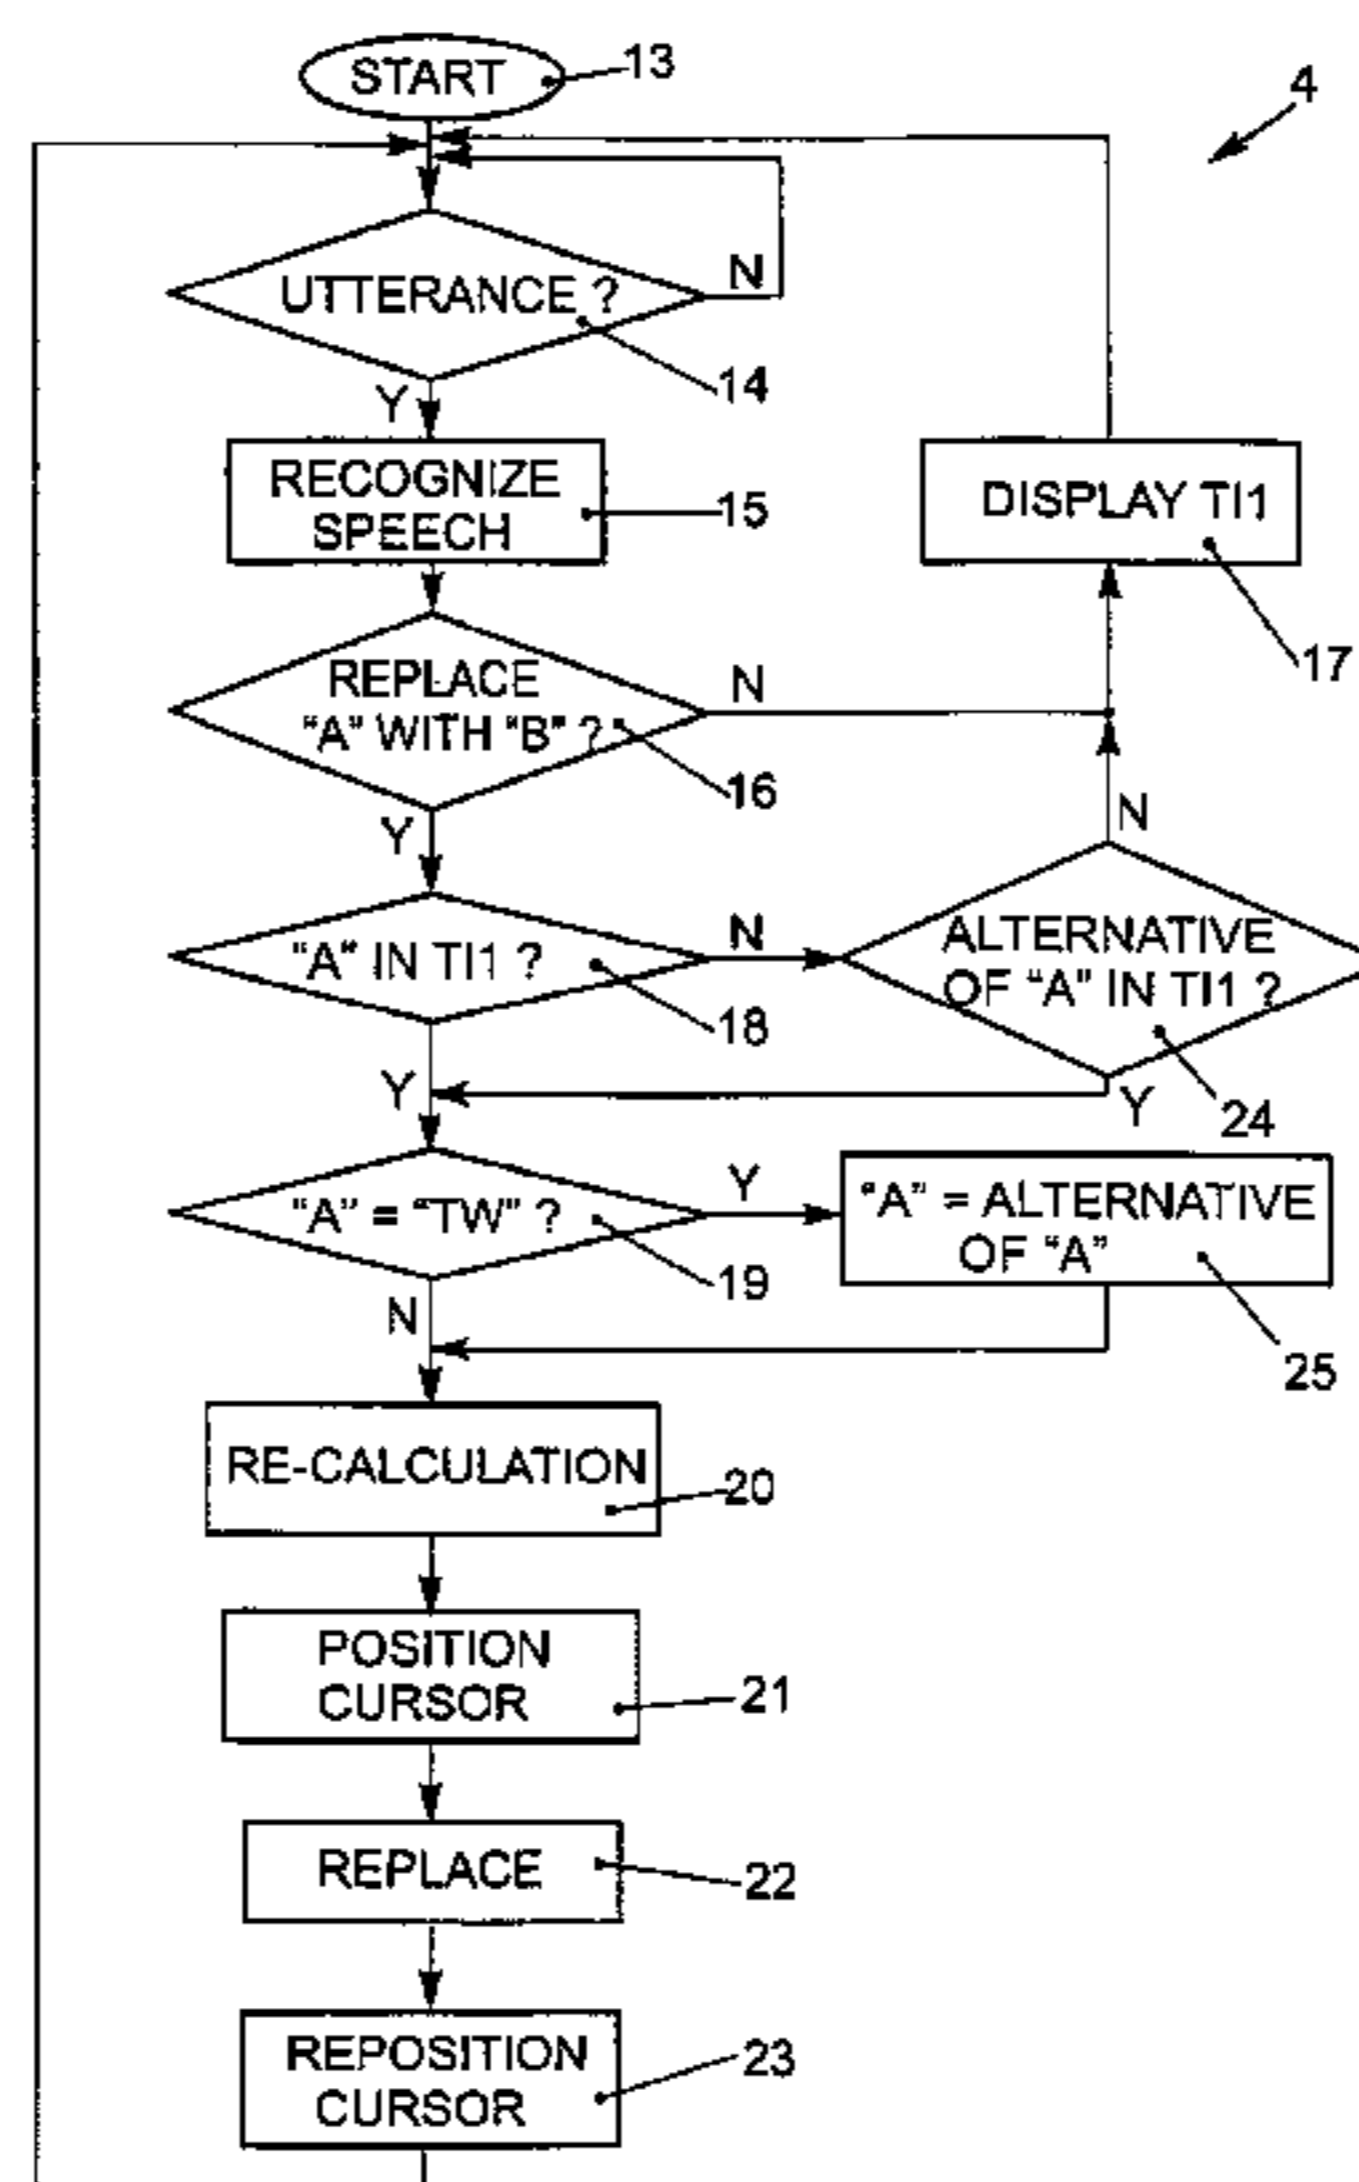 START
13
4
UTTERANCE ?
N
14
Y
RECOGNIZE
SPEECH
15
DISPLAY TI1
17
REPLACE
"A" WITH "B" ?
N
16
Y
N
"A" IN TI1 ?
N
18
ALTERNATIVE
OF "A" IN TI1 ?
24
Y
Y
"A" = "TW" ?
Y
19
"A" = ALTERNATIVE
OF "A"
25
N
RE-CALCULATION
20
POSITION
CURSOR
21
REPLACE
22
REPOSITION
CURSOR
23